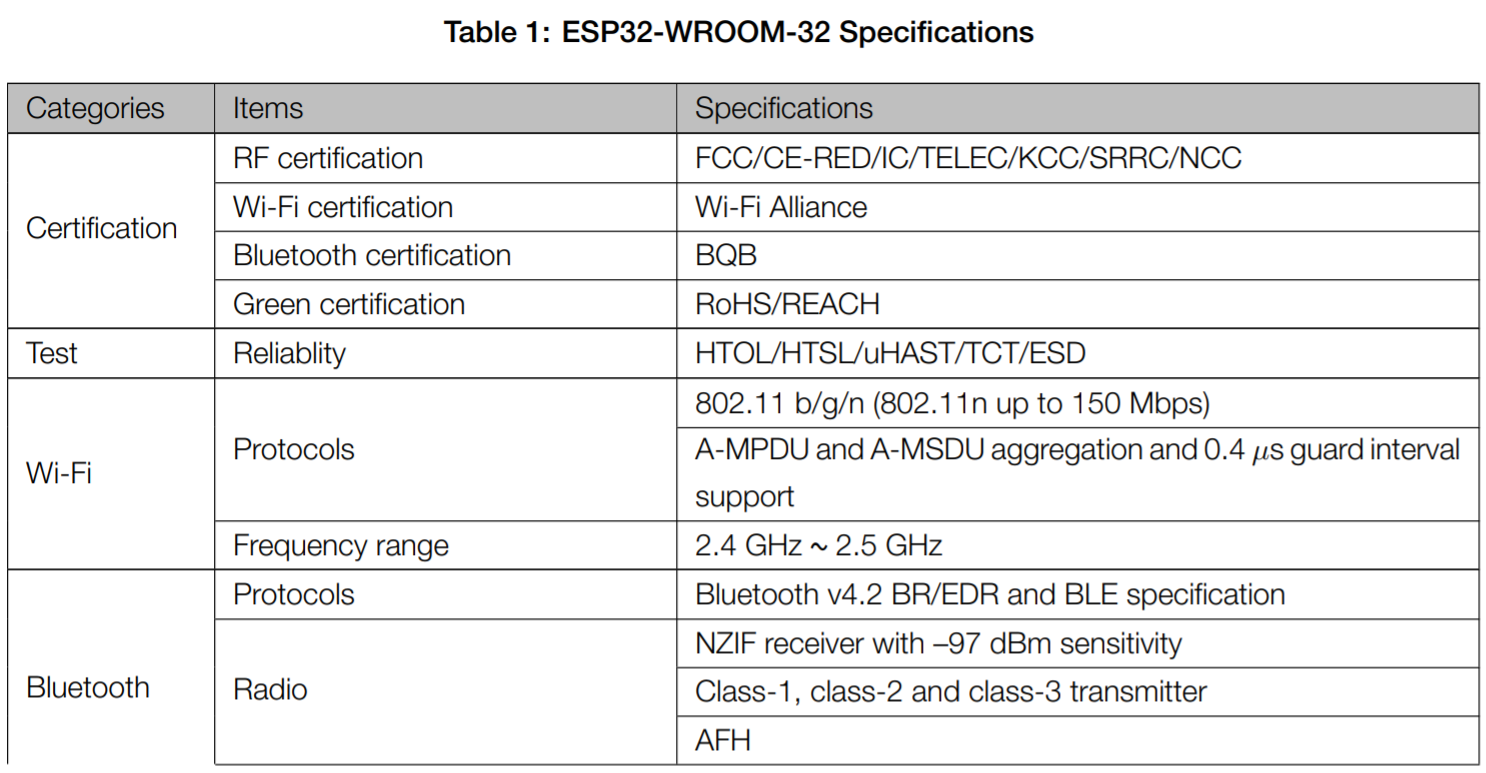 Table 1: ESP32-WROOM-32 Specifications
Categories Items Specifications
Certification
RF certification FCC/CE-RED/IC/TELEC/KCC/SRRC/NCC
Wi-Fi certification Wi-Fi Alliance
Bluetooth certification BQB
Green certification RoHS/REACH
Test Reliablity HTOL/HTSL/uHAST/TCT/ESD
Wi-Fi
Protocols
802.11 b/g/n (802.11n up to 150 Mbps)
A-MPDU and A-MSDU aggregation and 0.4 μs guard interval
support
Frequency range 2.4 GHz ~ 2.5 GHz
Bluetooth
Protocols Bluetooth v4.2 BR/EDR and BLE specification
Radio
NZIF receiver with –97 dBm sensitivity
Class-1, class-2 and class-3 transmitter
AFH